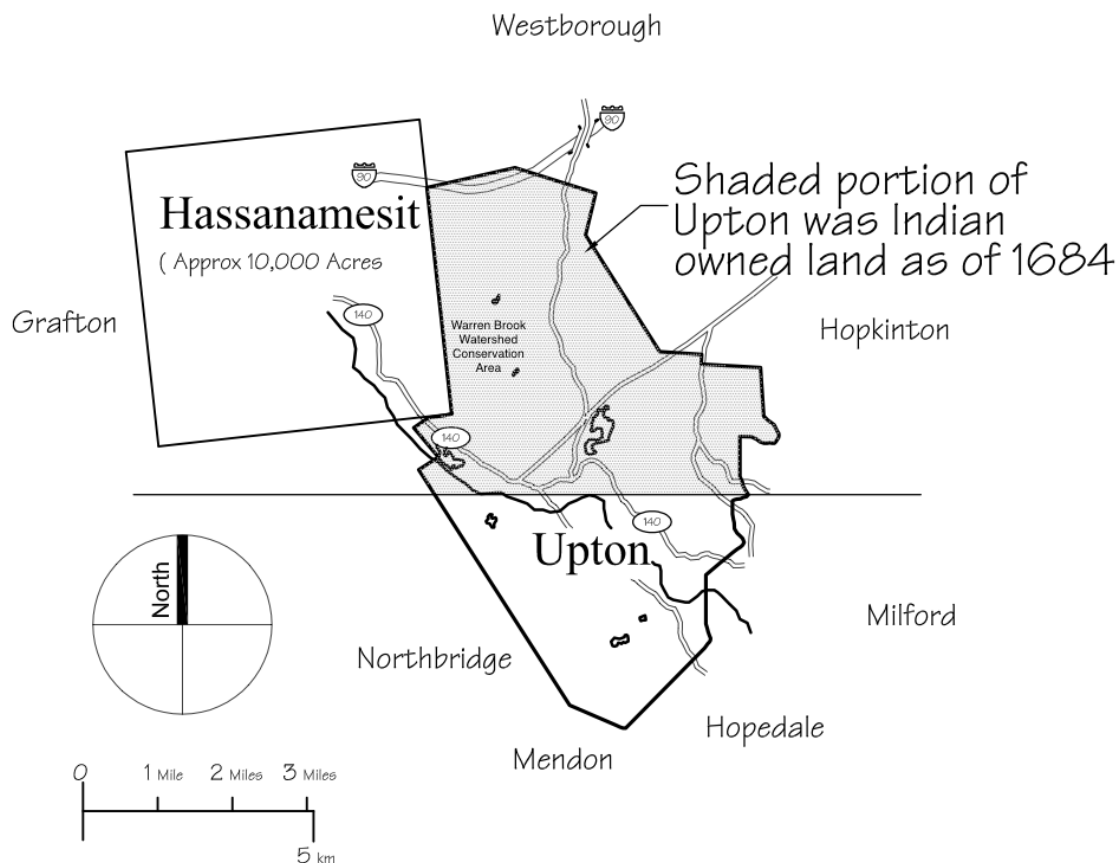 Westborough
90
90
Shaded portion of
Upton was Indian
owned land as of 1684
Hassanamesit
( Approx 10,000 Acres
140
Grafton
Warren Brook
Watershed
Conservation
Area
Hopkinton
140
140
Upton
North
Milford
Northbridge
Hopedale
Mendon
0 1 Mile 2 Miles 3 Miles
5 km